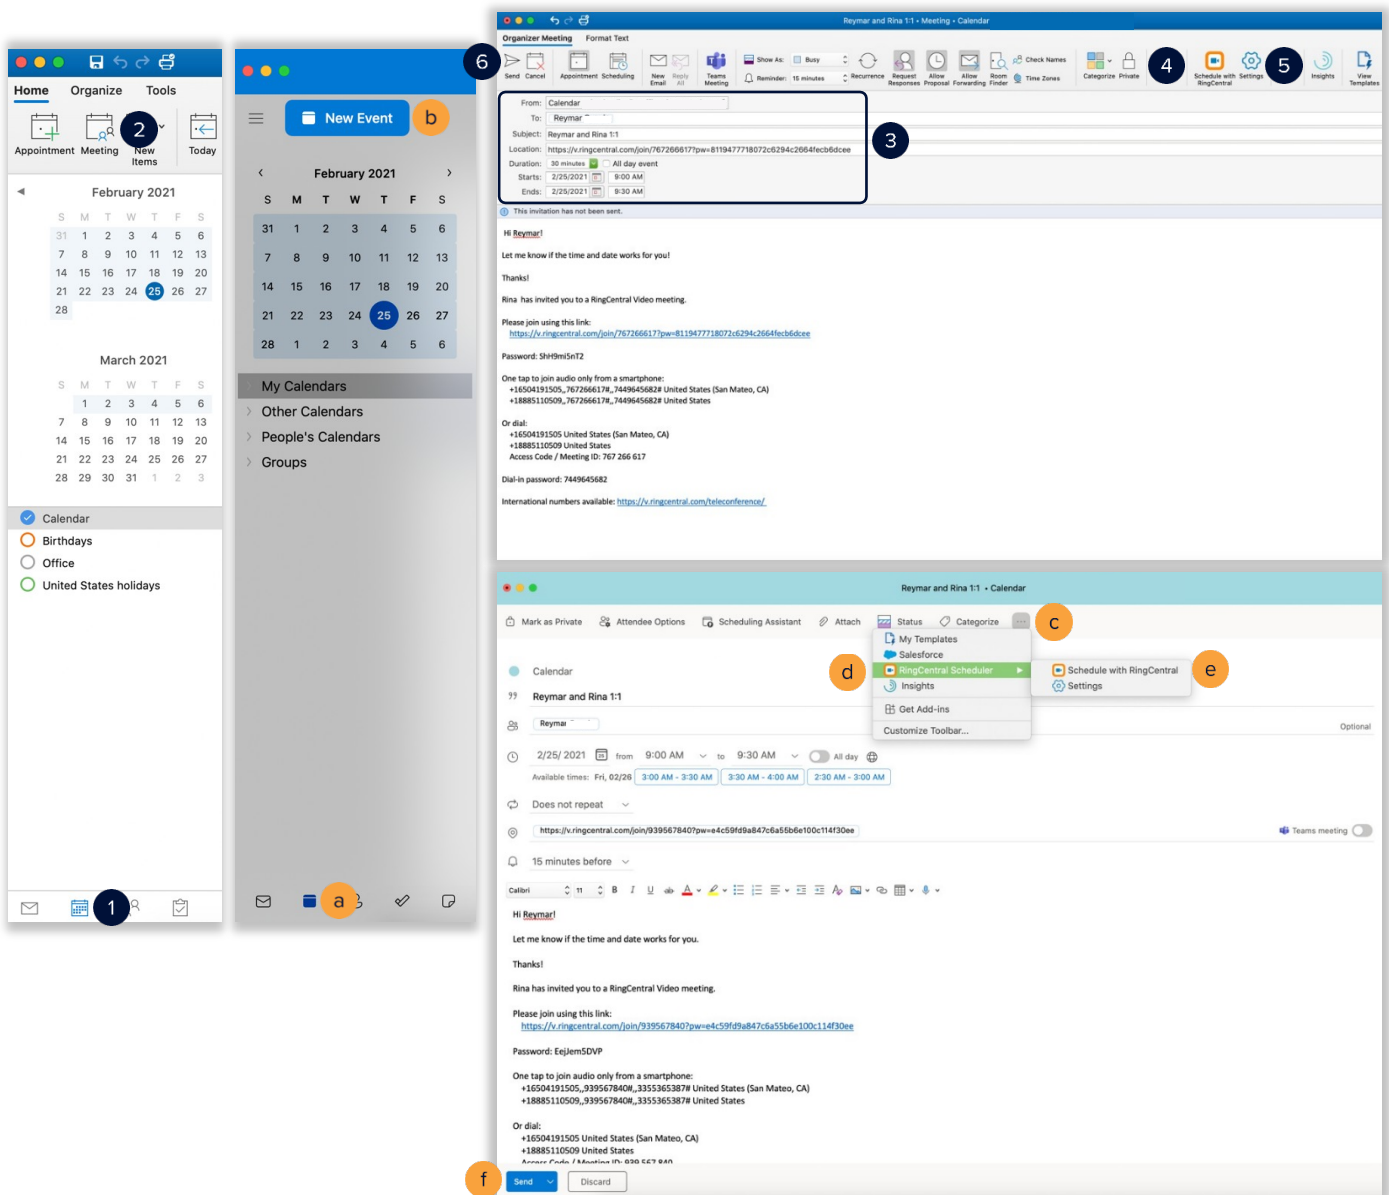 Home Organize Tools
Appointment Meeting New Items Today
2
February 2021
S M T W T F S
31 1 2 3 4 5 6
7 8 9 10 11 12 13
14 15 16 17 18 19 20
21 22 23 24 25 26 27
28
March 2021
S M T W T F S
1 2 3 4 5 6
7 8 9 10 11 12 13
14 15 16 17 18 19 20
21 22 23 24 25 26 27
28 29 30 31 1 2 3
Calendar
Birthdays
Office
United States holidays
1
New Event
b
February 2021
S M T W T F S
31 1 2 3 4 5 6
7 8 9 10 11 12 13
14 15 16 17 18 19 20
21 22 23 24 25 26 27
28 1 2 3 4 5 6
My Calendars
Other Calendars
People's Calendars
Groups
a
Reymar and Rina 1:1 • Meeting • Calendar
Organizer Meeting Format Text
6
Send Cancel Appointment Scheduling New Email Reply All Teams Meeting
Show As: Busy
Reminder: 15 minutes
Recurrence Request Responses Allow Proposal Allow Forwarding Room Finder
Check Names
Time Zones
Categorize Private 4 Schedule with RingCentral Settings 5 Insights View Templates
From: Calendar
To: Reymar
Subject: Reymar and Rina 1:1
3
Location: https://v.ringcentral.com/join/767266617?pw=8119477718072c6294c2664fecb6dcee
Duration: 30 minutes All day event
Starts: 2/25/2021 9:00 AM
Ends: 2/25/2021 9:30 AM
This invitation has not been sent.
Hi Reymar!
Let me know if the time and date works for you!
Thanks!
Rina has invited you to a RingCentral Video meeting.
Please join using this link:
https://v.ringcentral.com/join/767266617?pw=8119477718072c6294c2664fecb6dcee
Password: ShH9mi5nT2
One tap to join audio only from a smartphone:
+16504191505,,767266617#,,7449645682# United States (San Mateo, CA)
+18885110509,,767266617#,,7449645682# United States
Or dial:
+16504191505 United States (San Mateo, CA)
+18885110509 United States
Access Code / Meeting ID: 767 266 617
Dial-in password: 7449645682
International numbers available: https://v.ringcentral.com/teleconference/
Reymar and Rina 1:1 • Calendar
Mark as Private Attendee Options Scheduling Assistant Attach Status Categorize ... c
My Templates
Salesforce
d RingCentral Scheduler Schedule with RingCentral e
Insights Settings
Get Add-ins
Customize Toolbar...
Calendar
Reymar and Rina 1:1
Reymar Optional
2/25/2021 from 9:00 AM to 9:30 AM All day
Available times: Fri, 02/26 3:00 AM - 3:30 AM 3:30 AM - 4:00 AM 2:30 AM - 3:00 AM
Does not repeat
https://v.ringcentral.com/join/939567840?pw=e4c59fd9a847c6a55b6e100c114f30ee Teams meeting
15 minutes before
Calibri 11 B I U ab A
Hi Reymar!
Let me know if the time and date works for you.
Thanks!
Rina has invited you to a RingCentral Video meeting.
Please join using this link:
https://v.ringcentral.com/join/939567840?pw=e4c59fd9a847c6a55b6e100c114f30ee
Password: EejJem5DVP
One tap to join audio only from a smartphone:
+16504191505,,939567840#,,3355365387# United States (San Mateo, CA)
+18885110509,,939567840#,,3355365387# United States
Or dial:
+16504191505 United States (San Mateo, CA)
+18885110509 United States
Access Code / Meeting ID: 939 567 840
f Send Discard